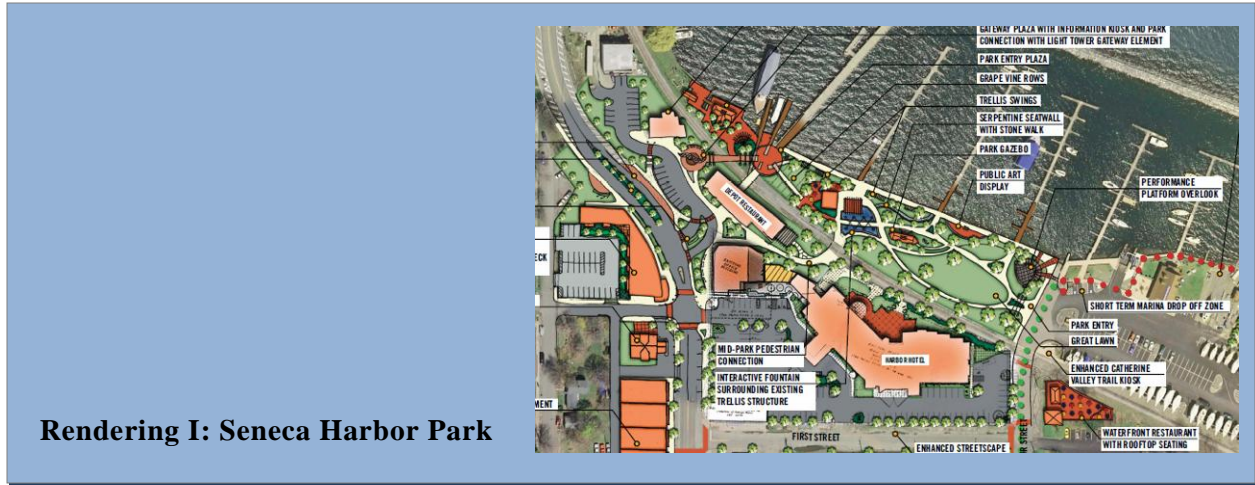 GATEWAY PLAZA WITH INFORMATION KIOSK AND PARK
CONNECTION WITH LIGHT TOWER GATEWAY ELEMENT
PARK ENTRY PLAZA
GRAPE VINE ROWS
TRELLIS SWINGS
SERPENTINE SEATWALL
WITH STONE WALK
PARK GAZEBO
PUBLIC ART
DISPLAY
PERFORMANCE
PLATFORM OVERLOOK
DEPOT RESTAURANT
SHORT TERM MARINA DROP OFF ZONE
PARK ENTRY
GREAT LAWN
ENHANCED CATHERINE
VALLEY TRAIL KIOSK
HARBOR HOTEL
MID-PARK PEDESTRIAN
CONNECTION
INTERACTIVE FOUNTAIN
SURROUNDING EXISTING
TRELLIS STRUCTURE
FIRST STREET
ENHANCED STREETSCAPE
WATERFRONT RESTAURANT
WITH ROOFTOP SEATING
Rendering I: Seneca Harbor Park